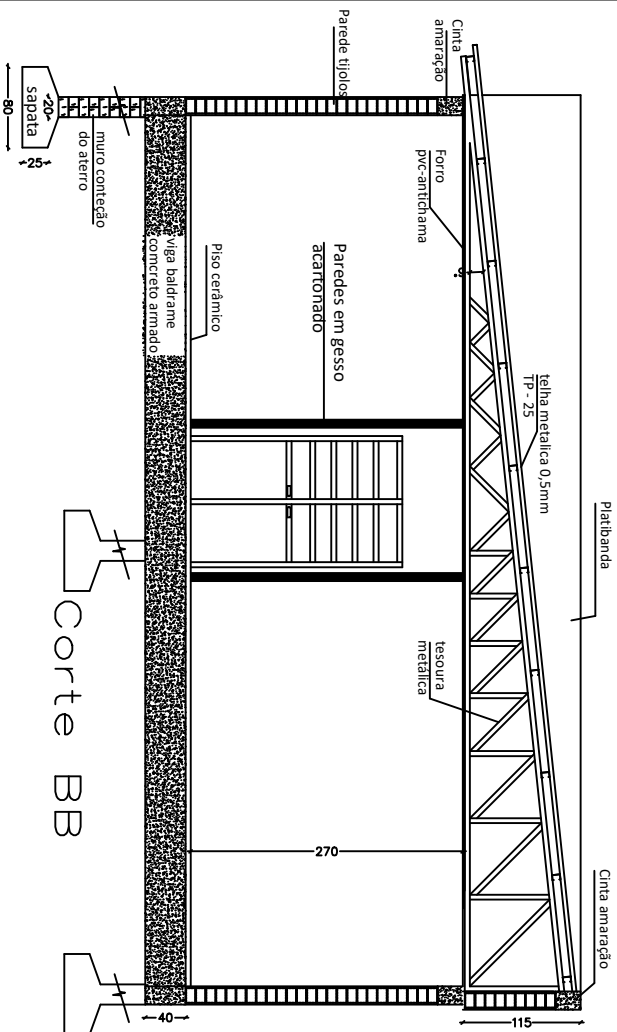 Platibanda
Cinta amaração
telha metalica 0,5mm
TP - 25
Cinta
amaração
Forro
pvc-antichama
tesoura
metálica
115
Parede tijolos
Paredes em gesso
acartonado
270
Piso cerâmico
viga baldrame
comcreto armado
40
muro conteção
do aterro
20
sapata
25
80
Corte BB